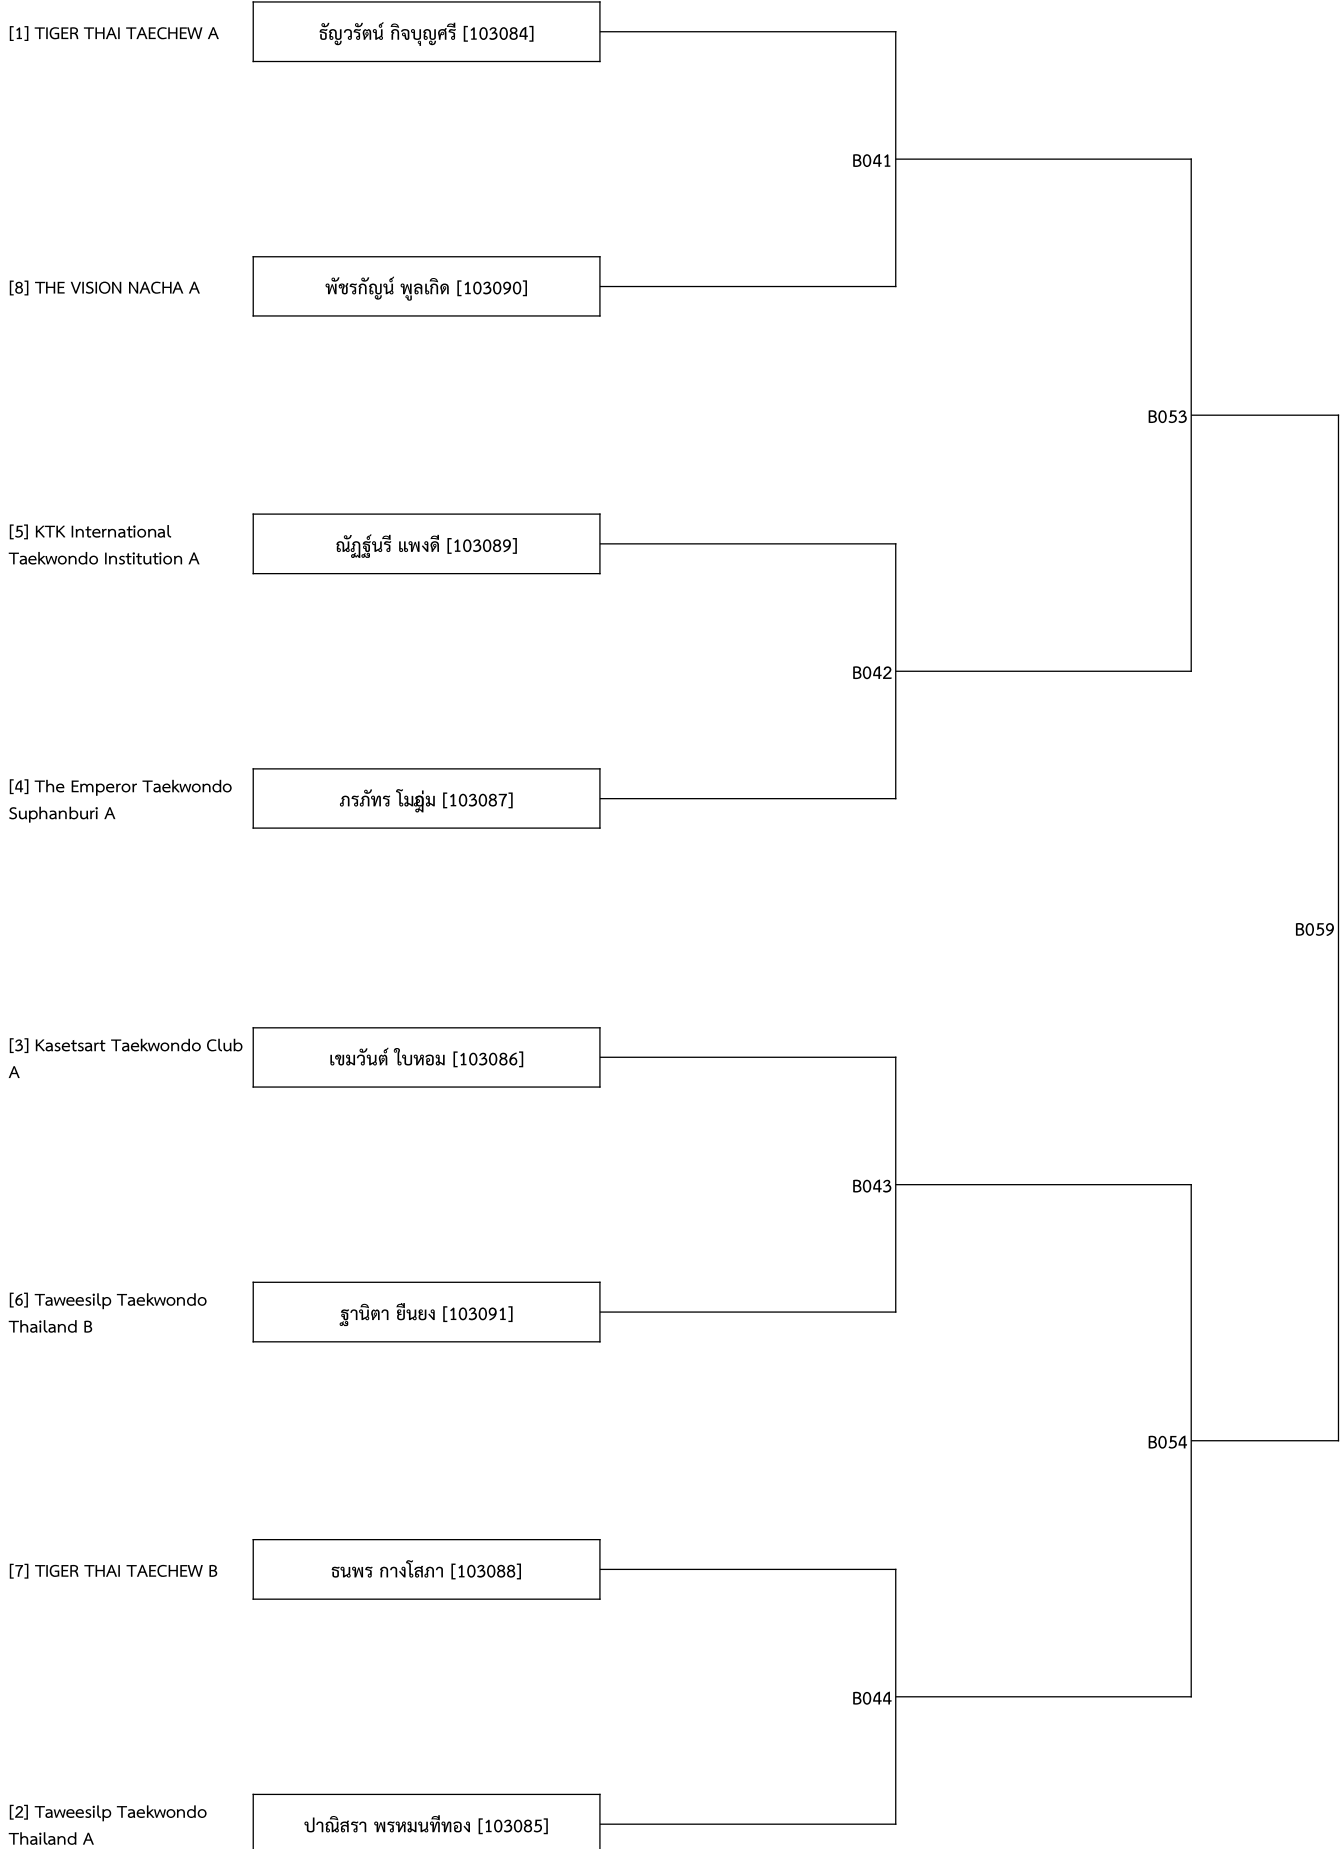 [1] TIGER THAI TAECHEW A
ธัญวรัตน์ กิจบุญศรี [103084]
B041
[8] THE VISION NACHA A
พัชรกัญน์ พูลเกิด [103090]
B053
[5] KTK International
Taekwondo Institution A
ณัฏฐ์นรี แพงดี [103089]
B042
[4] The Emperor Taekwondo
Suphanburi A
ภรภัทร โมฏุ่ม [103087]
B059
[3] Kasetsart Taekwondo Club
A
เขมวันต์ ใบหอม [103086]
B043
[6] Taweesilp Taekwondo
Thailand B
ฐานิตา ยืนยง [103091]
B054
[7] TIGER THAI TAECHEW B
ธนพร กางโสภา [103088]
B044
[2] Taweesilp Taekwondo
Thailand A
ปาณิสรา พรหมนทีทอง [103085]